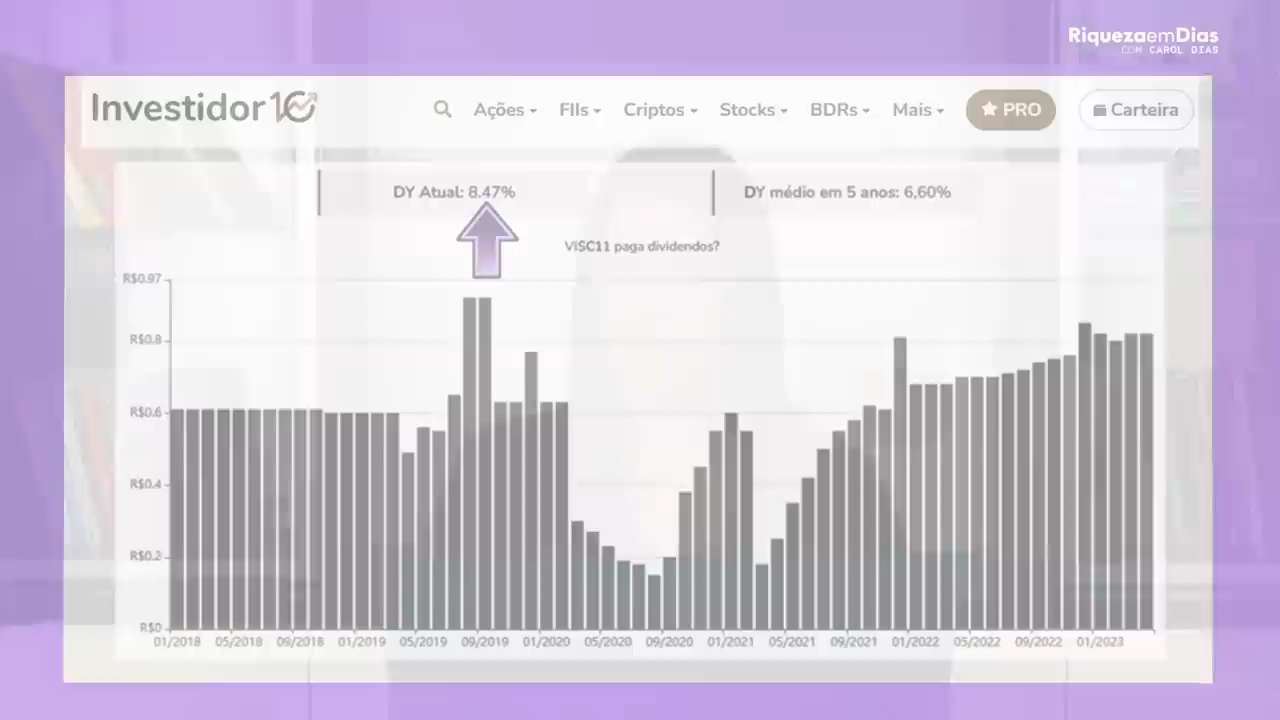 RiquezaemDias
COM CAROL DIAS
Investidor10
Ações FIIs Criptos Stocks BDRs Mais PRO Carteira
DY Atual: 8.47% DY médio em 5 anos: 6,60%
VISC11 paga dividendos?
R$0.97
R$0.8
R$0.6
R$0.4
R$0.2
R$0
01/2018 05/2018 09/2018 01/2019 05/2019 09/2019 01/2020 05/2020 09/2020 01/2021 05/2021 09/2021 01/2022 05/2022 09/2022 01/2023